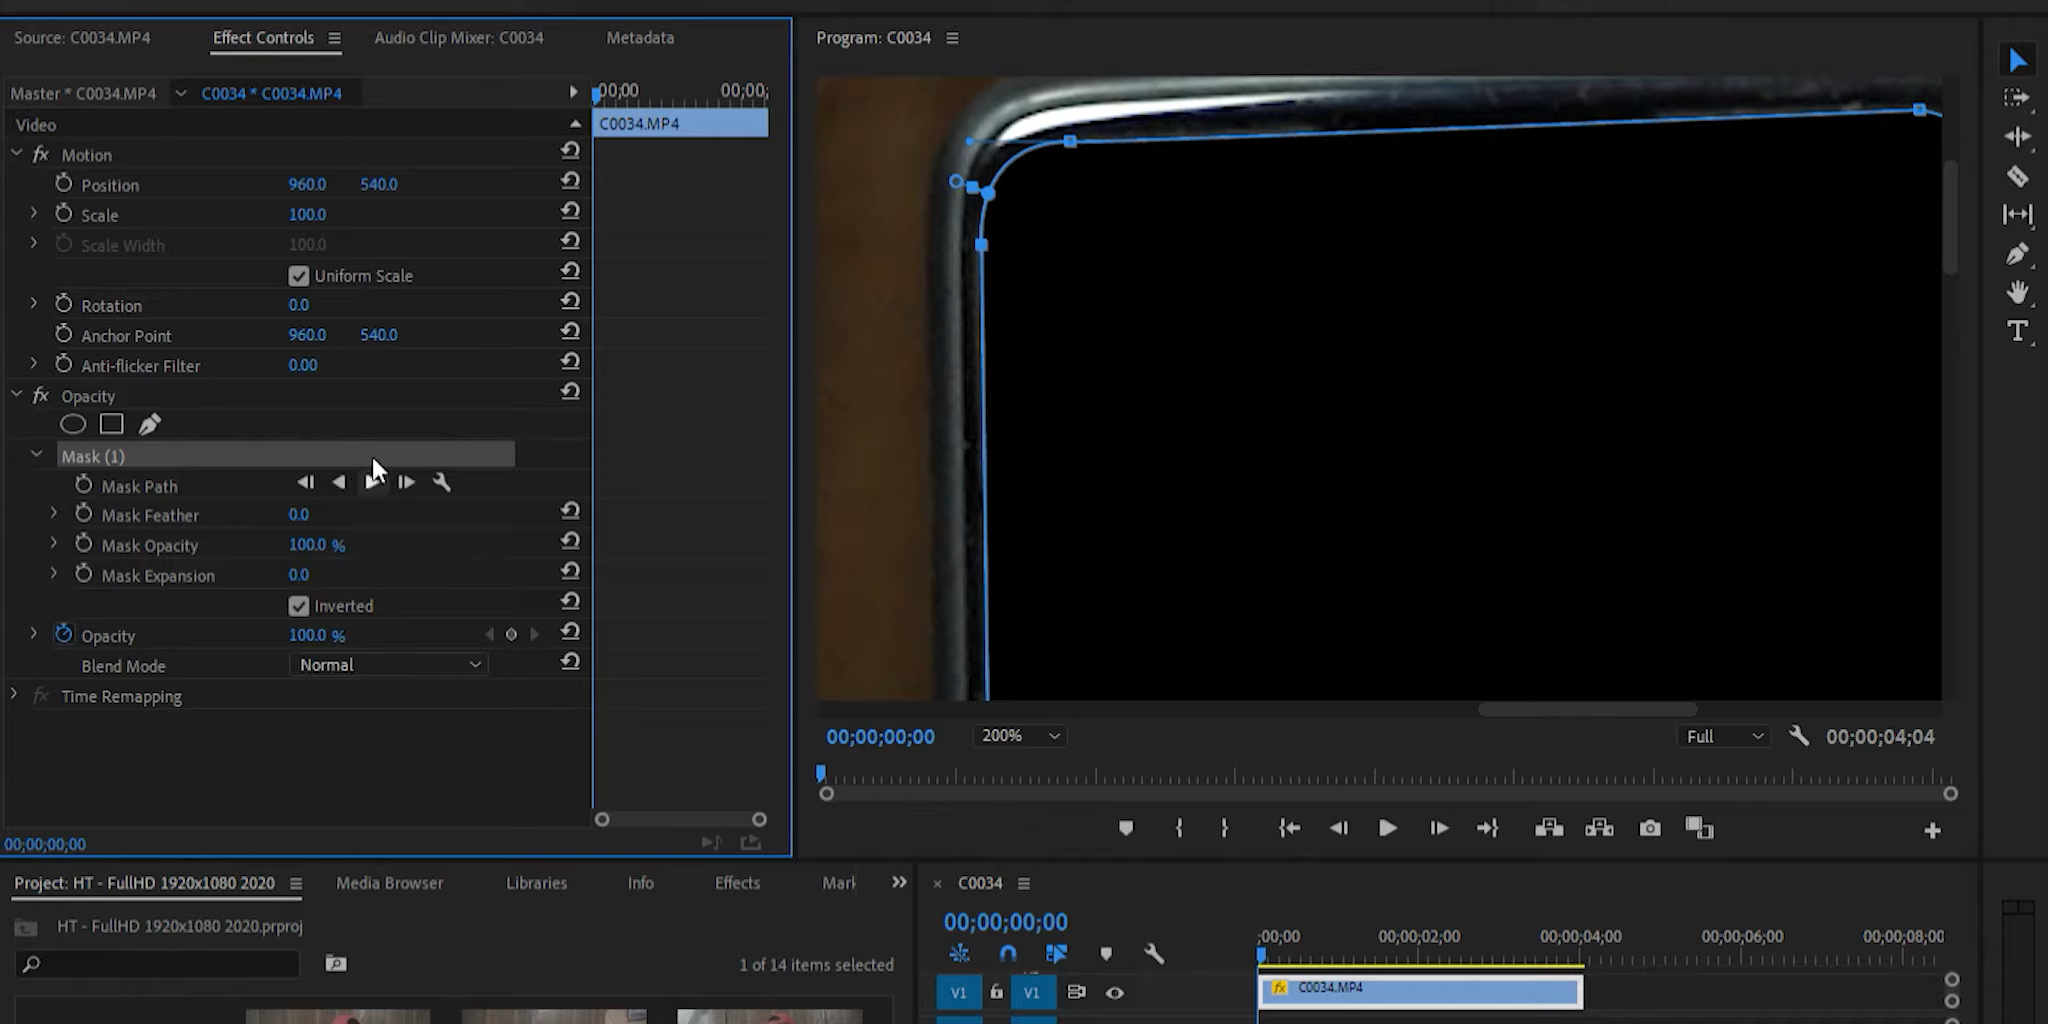 Source: C0034.MP4
Effect Controls
Audio Clip Mixer: C0034
Metadata
Master * C0034.MP4
C0034 * C0034.MP4
00;00
00;00;
Video
C0034.MP4
fx Motion
Position 960.0 540.0
Scale 100.0
Scale Width 100.0
Uniform Scale
Rotation 0.0
Anchor Point 960.0 540.0
Anti-flicker Filter 0.00
fx Opacity
Mask (1)
Mask Path
Mask Feather 0.0
Mask Opacity 100.0 %
Mask Expansion 0.0
Inverted
Opacity 100.0 %
Blend Mode Normal
fx Time Remapping
00;00;00;00
Program: C0034
00;00;00;00
200%
Full
00;00;04;04
T
Project: HT - FullHD 1920x1080 2020
Media Browser
Libraries
Info
Effects
Mark
HT - FullHD 1920x1080 2020.prproj
1 of 14 items selected
C0034
00;00;00;00
;00;00
00;00;02;00
00;00;04;00
00;00;06;00
00;00;08;00
V1
V1
fx C0034.MP4